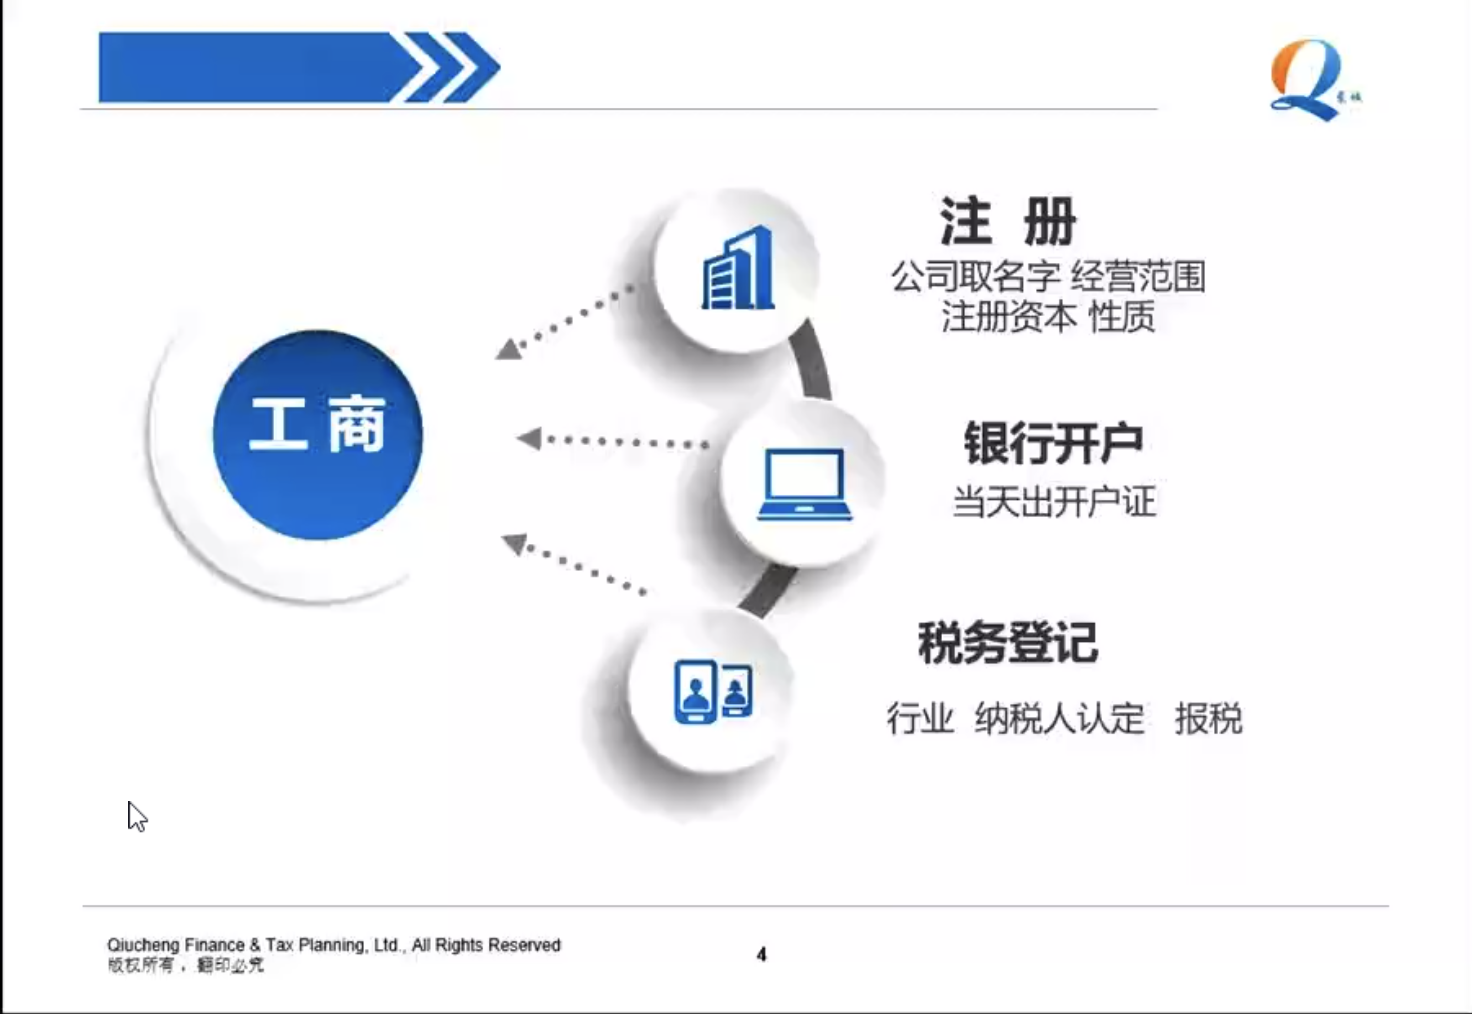 注 册
公司取名字 经营范围
注册资本 性质
工商
银行开户
当天出开户证
税务登记
行业 纳税人认定 报税
Qiucheng Finance & Tax Planning, Ltd., All Rights Reserved
版权所有，翻印必究
4